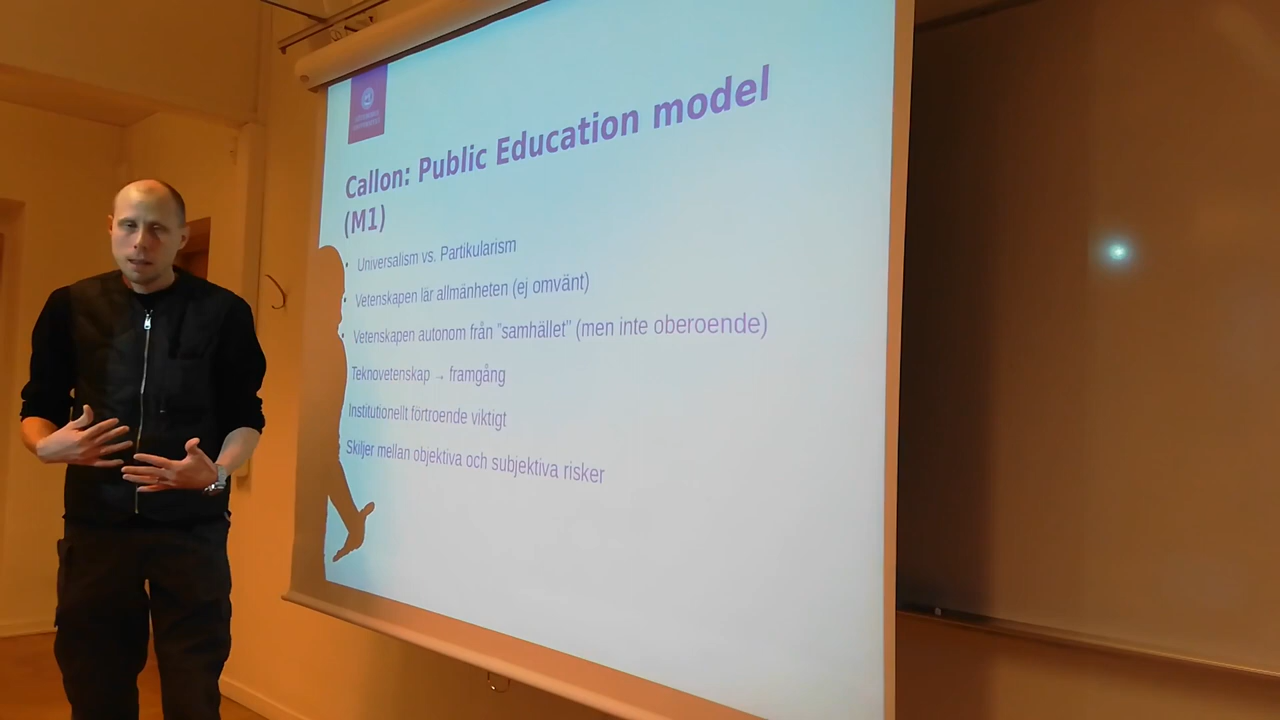 Callon: Public Education model
(M1)
Universalism vs. Partikularism
Vetenskapen lär allmänheten (ej omvänt)
Vetenskapen autonom från "samhället" (men inte oberoende)
Teknovetenskap → framgång
Institutionellt förtroende viktigt
Skiljer mellan objektiva och subjektiva risker